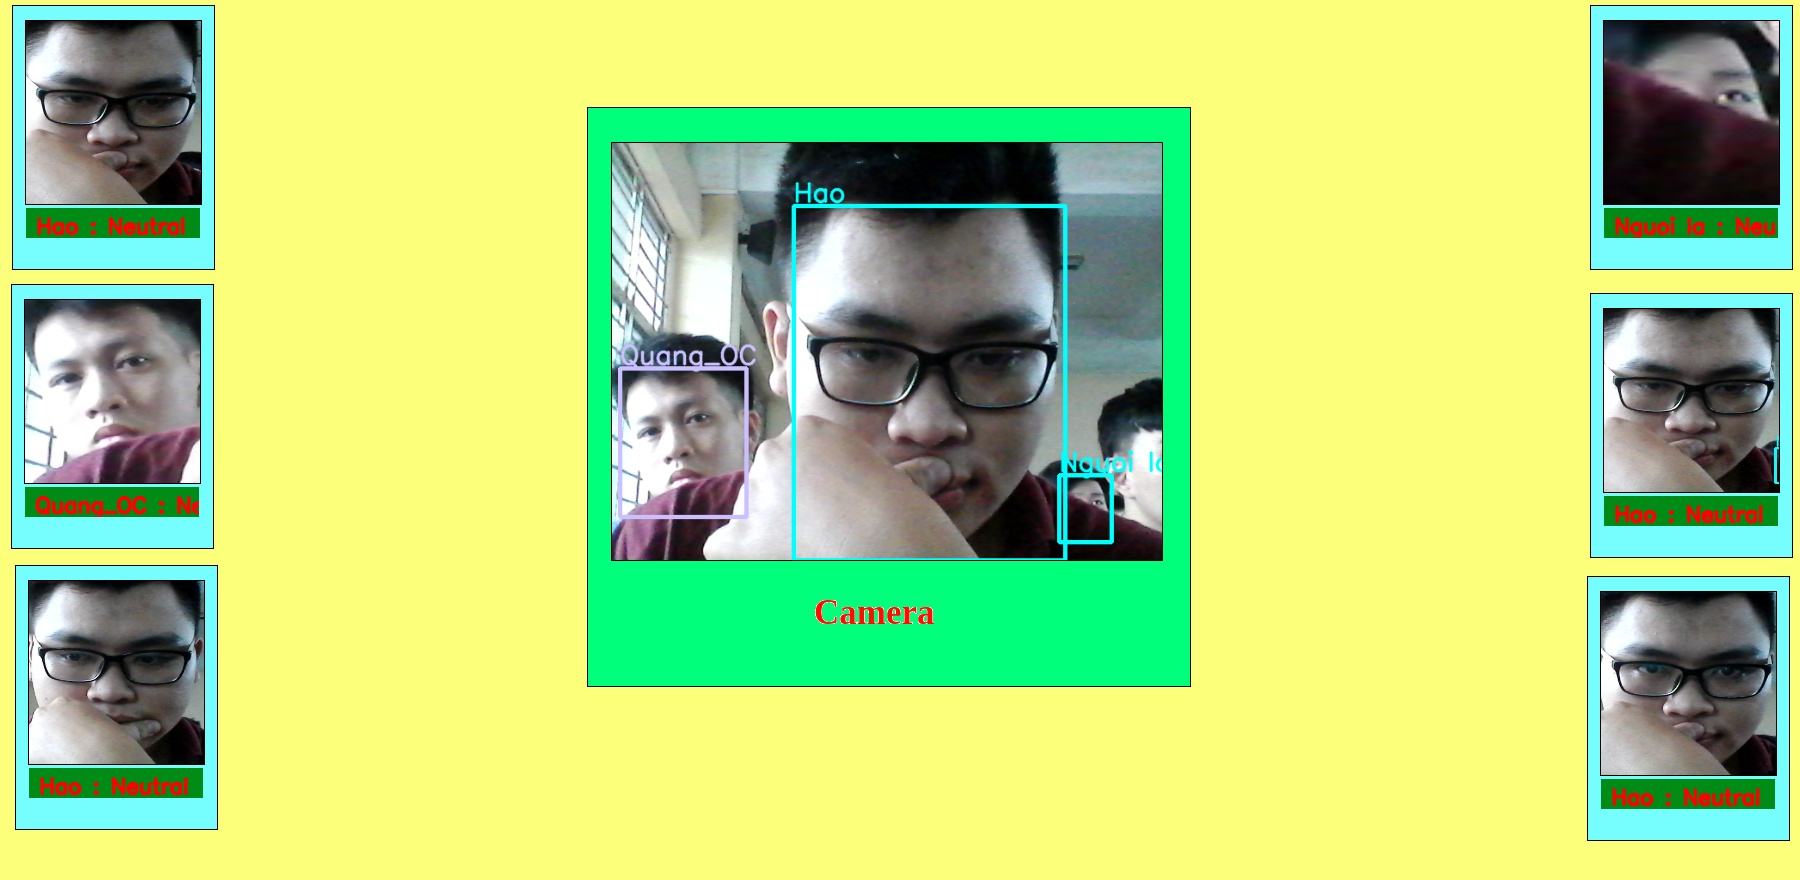 Hao : Neutral
Quang_OC : Ne
Hao : Neutral
Hao
Quang_OC
Nguoi la
Camera
Nguoi la : Neu
Hao : Neutral
Hao : Neutral